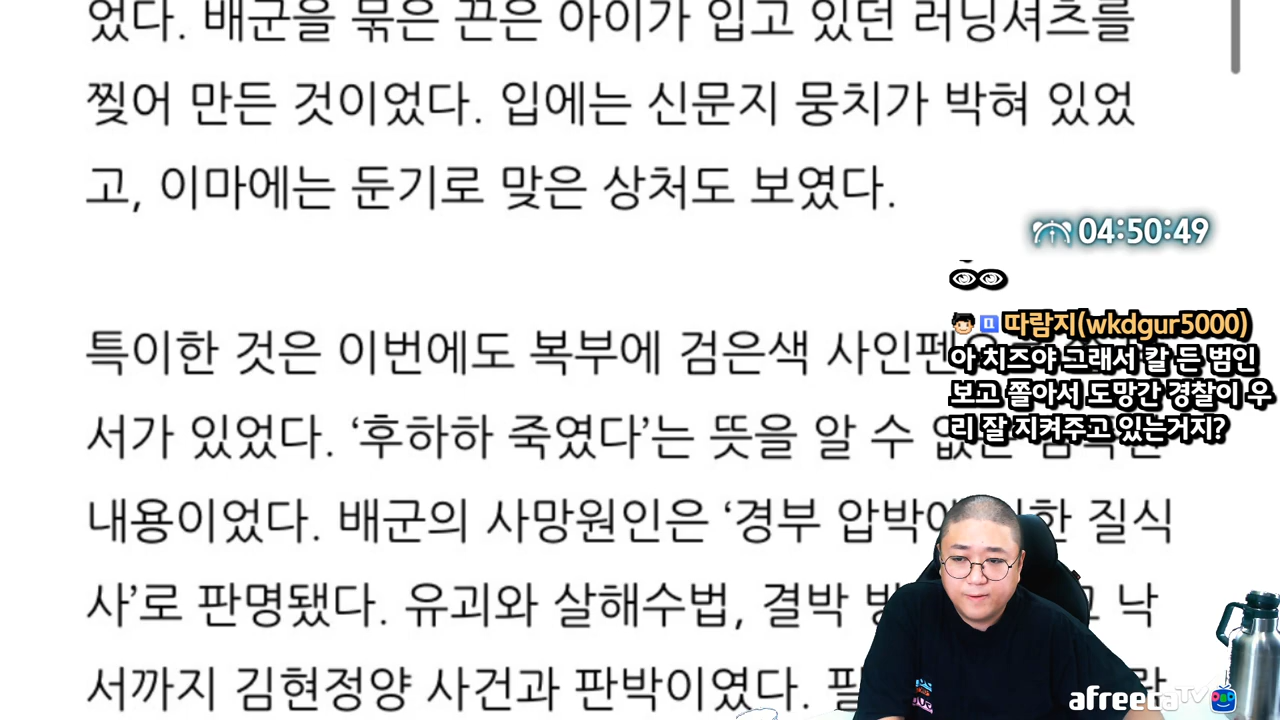 었다. 배군을 묶은 끈은 아이가 입고 있던 러닝셔츠를
찢어 만든 것이었다. 입에는 신문지 뭉치가 박혀 있었
고, 이마에는 둔기로 맞은 상처도 보였다.
04:50:49
따람지(wkdgur5000)
아 치즈야 그래서 칼 든 범인
보고 쫄아서 도망간 경찰이 우
리 잘 지켜주고 있는거지?
특이한 것은 이번에도 복부에 검은색 사인펜
서가 있었다. ‘후하하 죽였다’는 뜻을 알 수
내용이었다. 배군의 사망원인은 ‘경부 압박에 질식
사’로 판명됐다. 유괴와 살해수법, 결박 낙
서까지 김현정양 사건과 판박이였다.
afreecaTV